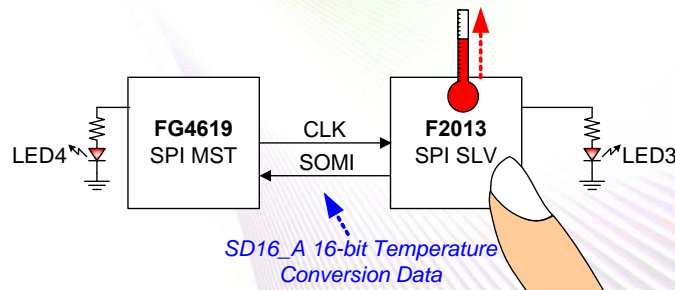 FG4619
SPI MST
CLK
SOMI
F2013
SPI SLV
LED4
LED3
SD16_A 16-bit Temperature
Conversion Data